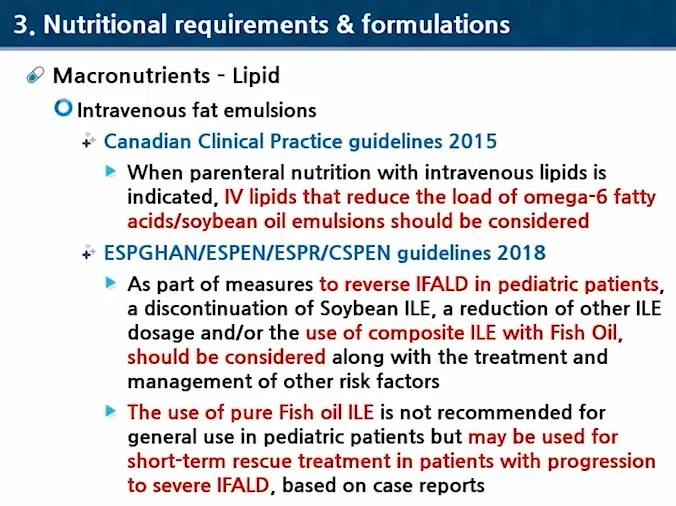 3. Nutritional requirements & formulations
Macronutrients - Lipid
Intravenous fat emulsions
Canadian Clinical Practice guidelines 2015
When parenteral nutrition with intravenous lipids is
indicated, IV lipids that reduce the load of omega-6 fatty
acids/soybean oil emulsions should be considered
ESPGHAN/ESPEN/ESPR/CSPEN guidelines 2018
As part of measures to reverse IFALD in pediatric patients,
a discontinuation of Soybean ILE, a reduction of other ILE
dosage and/or the use of composite ILE with Fish Oil,
should be considered along with the treatment and
management of other risk factors
The use of pure Fish oil ILE is not recommended for
general use in pediatric patients but may be used for
short-term rescue treatment in patients with progression
to severe IFALD, based on case reports